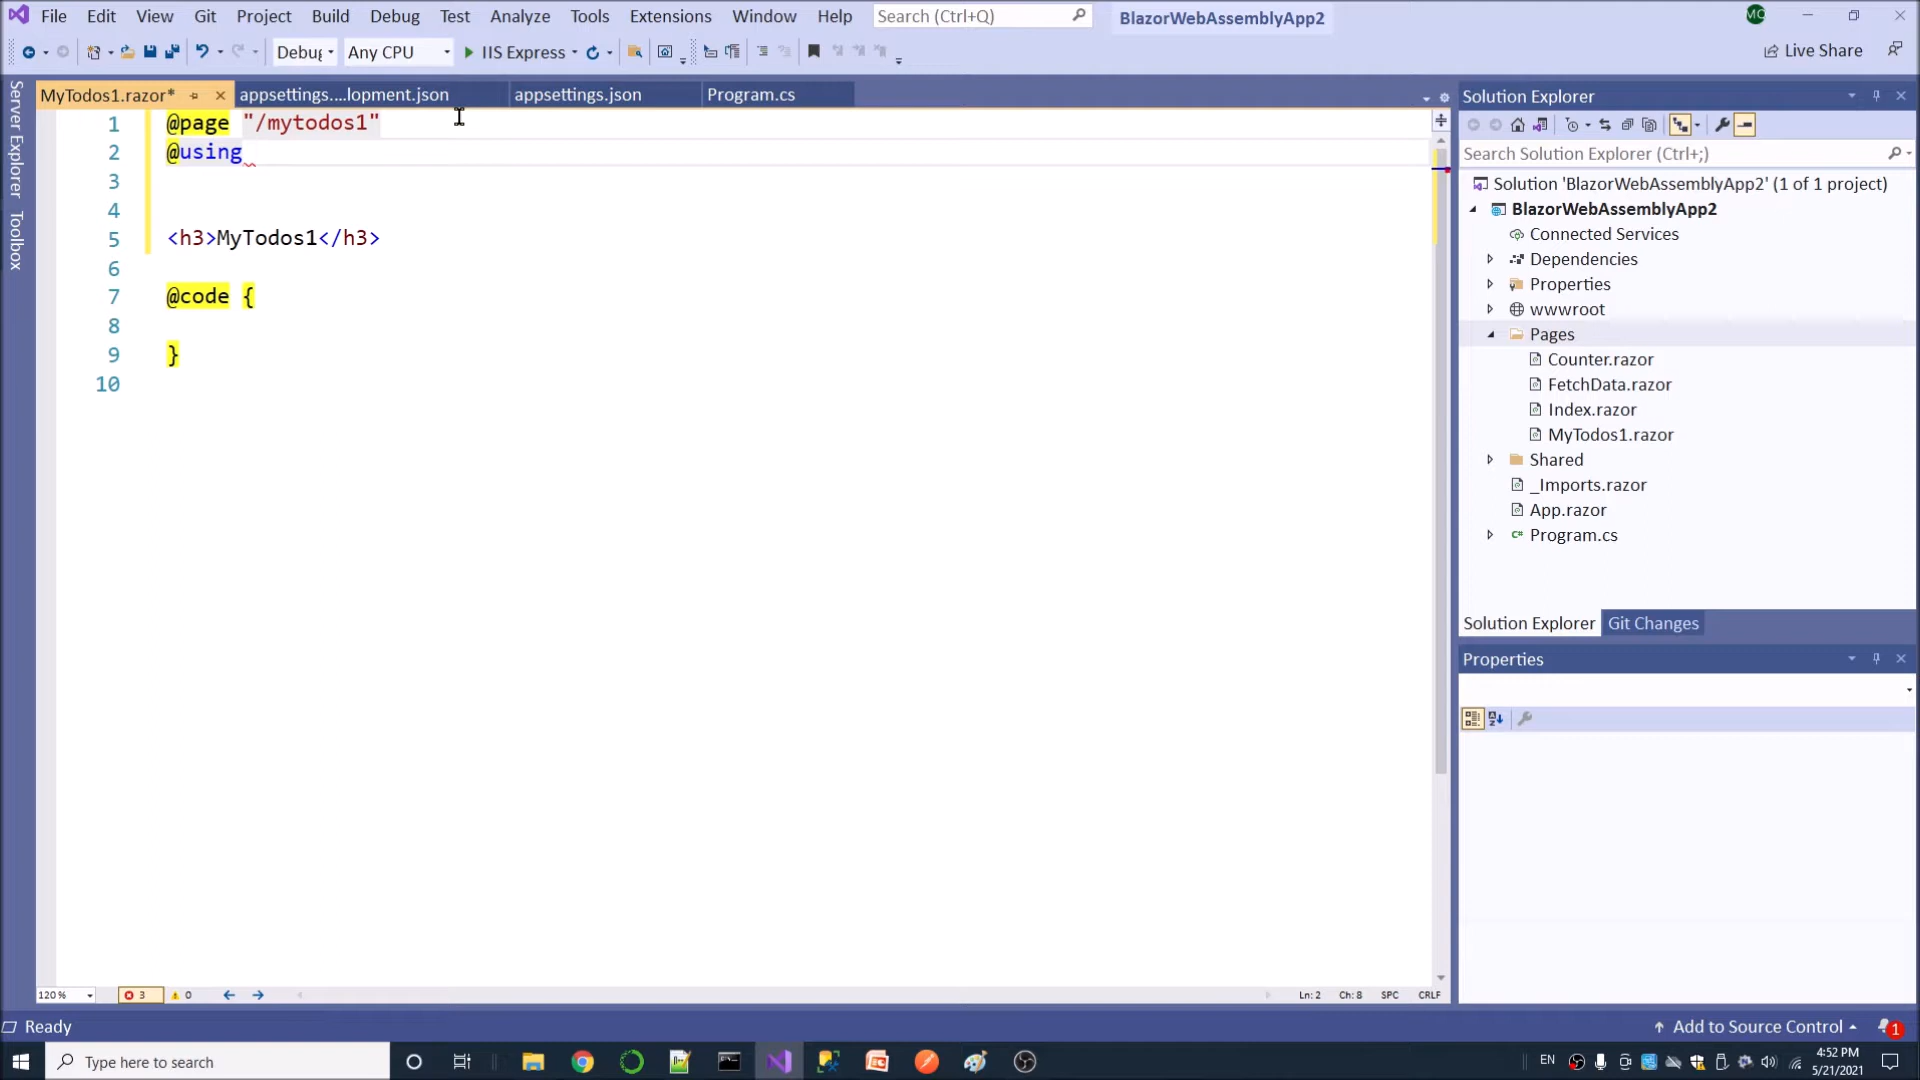 File Edit View Git Project Build Debug Test Analyze Tools Extensions Window Help Search (Ctrl+Q) BlazorWebAssemblyApp2 MC
Debug Any CPU IIS Express Live Share
Server Explorer
Toolbox
MyTodos1.razor* appsettings....lopment.json appsettings.json Program.cs
1 @page "/mytodos1"
2 @using
3
4
5 <h3>MyTodos1</h3>
6
7 @code {
8
9 }
10
120 % 3 0 Ln: 2 Ch: 8 SPC CRLF
Solution Explorer
Search Solution Explorer (Ctrl+;)
Solution 'BlazorWebAssemblyApp2' (1 of 1 project)
BlazorWebAssemblyApp2
Connected Services
Dependencies
Properties
wwwroot
Pages
Counter.razor
FetchData.razor
Index.razor
MyTodos1.razor
Shared
_Imports.razor
App.razor
C# Program.cs
Solution Explorer Git Changes
Properties
Ready Add to Source Control 1
Type here to search EN 4:52 PM
5/21/2021